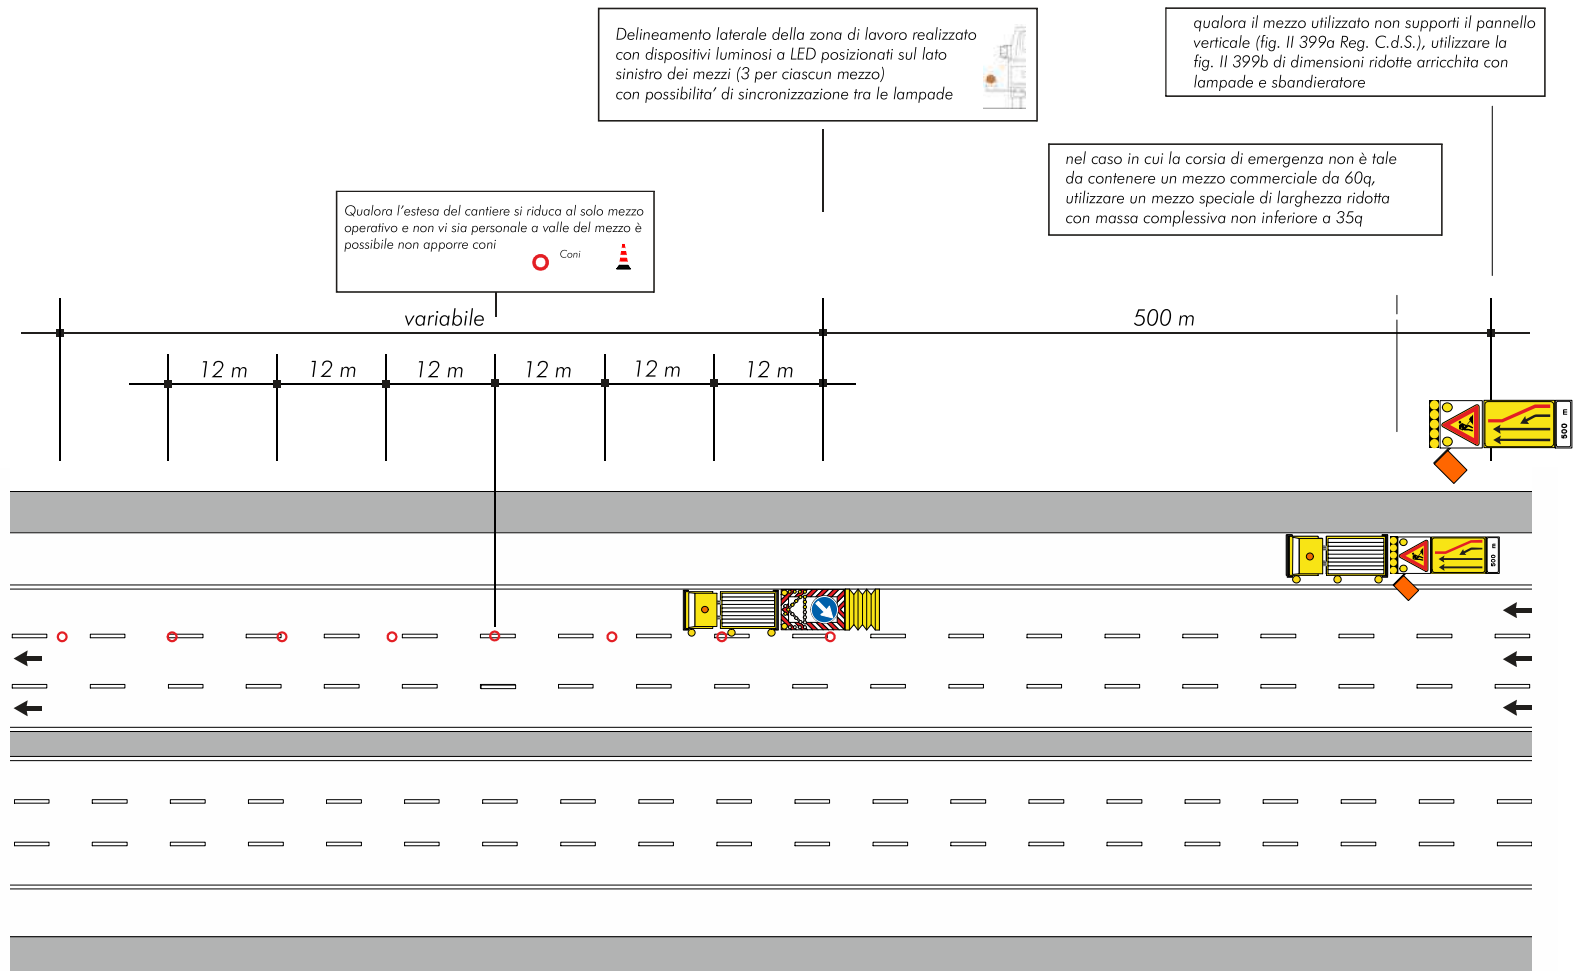 Delineamento laterale della zona di lavoro realizzato
con dispositivi luminosi a LED posizionati sul lato
sinistro dei mezzi (3 per ciascun mezzo)
con possibilita' di sincronizzazione tra le lampade
qualora il mezzo utilizzato non supporti il pannello
verticale (fig. II 399a Reg. C.d.S.), utilizzare la
fig. II 399b di dimensioni ridotte arricchita con
lampade e sbandieratore
nel caso in cui la corsia di emergenza non è tale
da contenere un mezzo commerciale da 60q,
utilizzare un mezzo speciale di larghezza ridotta
con massa complessiva non inferiore a 35q
Qualora l'estesa del cantiere si riduca al solo mezzo
operativo e non vi sia personale a valle del mezzo è
possibile non apporre coni
Coni
variabile
500 m
12 m
12 m
12 m
12 m
12 m
12 m
500 m
500 m